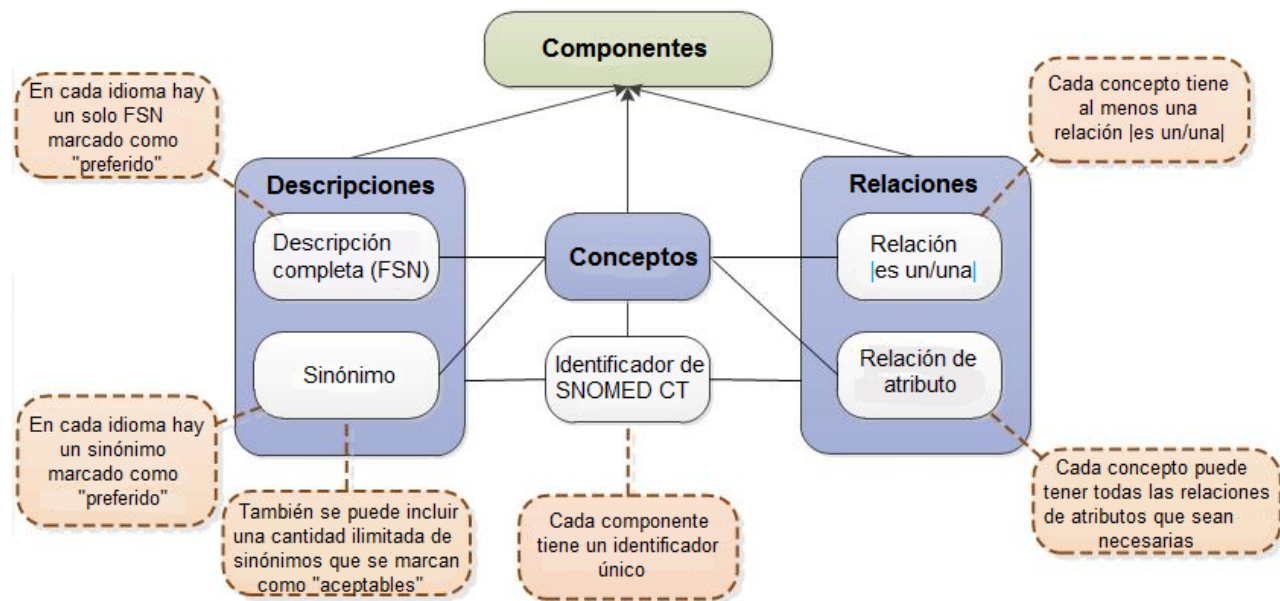 Componentes
En cada idioma hay
un solo FSN
marcado como
"preferido"
Cada concepto tiene
al menos una
relación |es un/una|
Descripciones
Descripción
completa (FSN)
Sinónimo
Conceptos
Identificador de
SNOMED CT
Relaciones
Relación
|es un/una|
Relación de
atributo
En cada idioma hay
un sinónimo
marcado como
"preferido"
También se puede incluir
una cantidad ilimitada de
sinónimos que se marcan
como "aceptables"
Cada componente
tiene un identificador
único
Cada concepto puede
tener todas las relaciones
de atributos que sean
necesarias